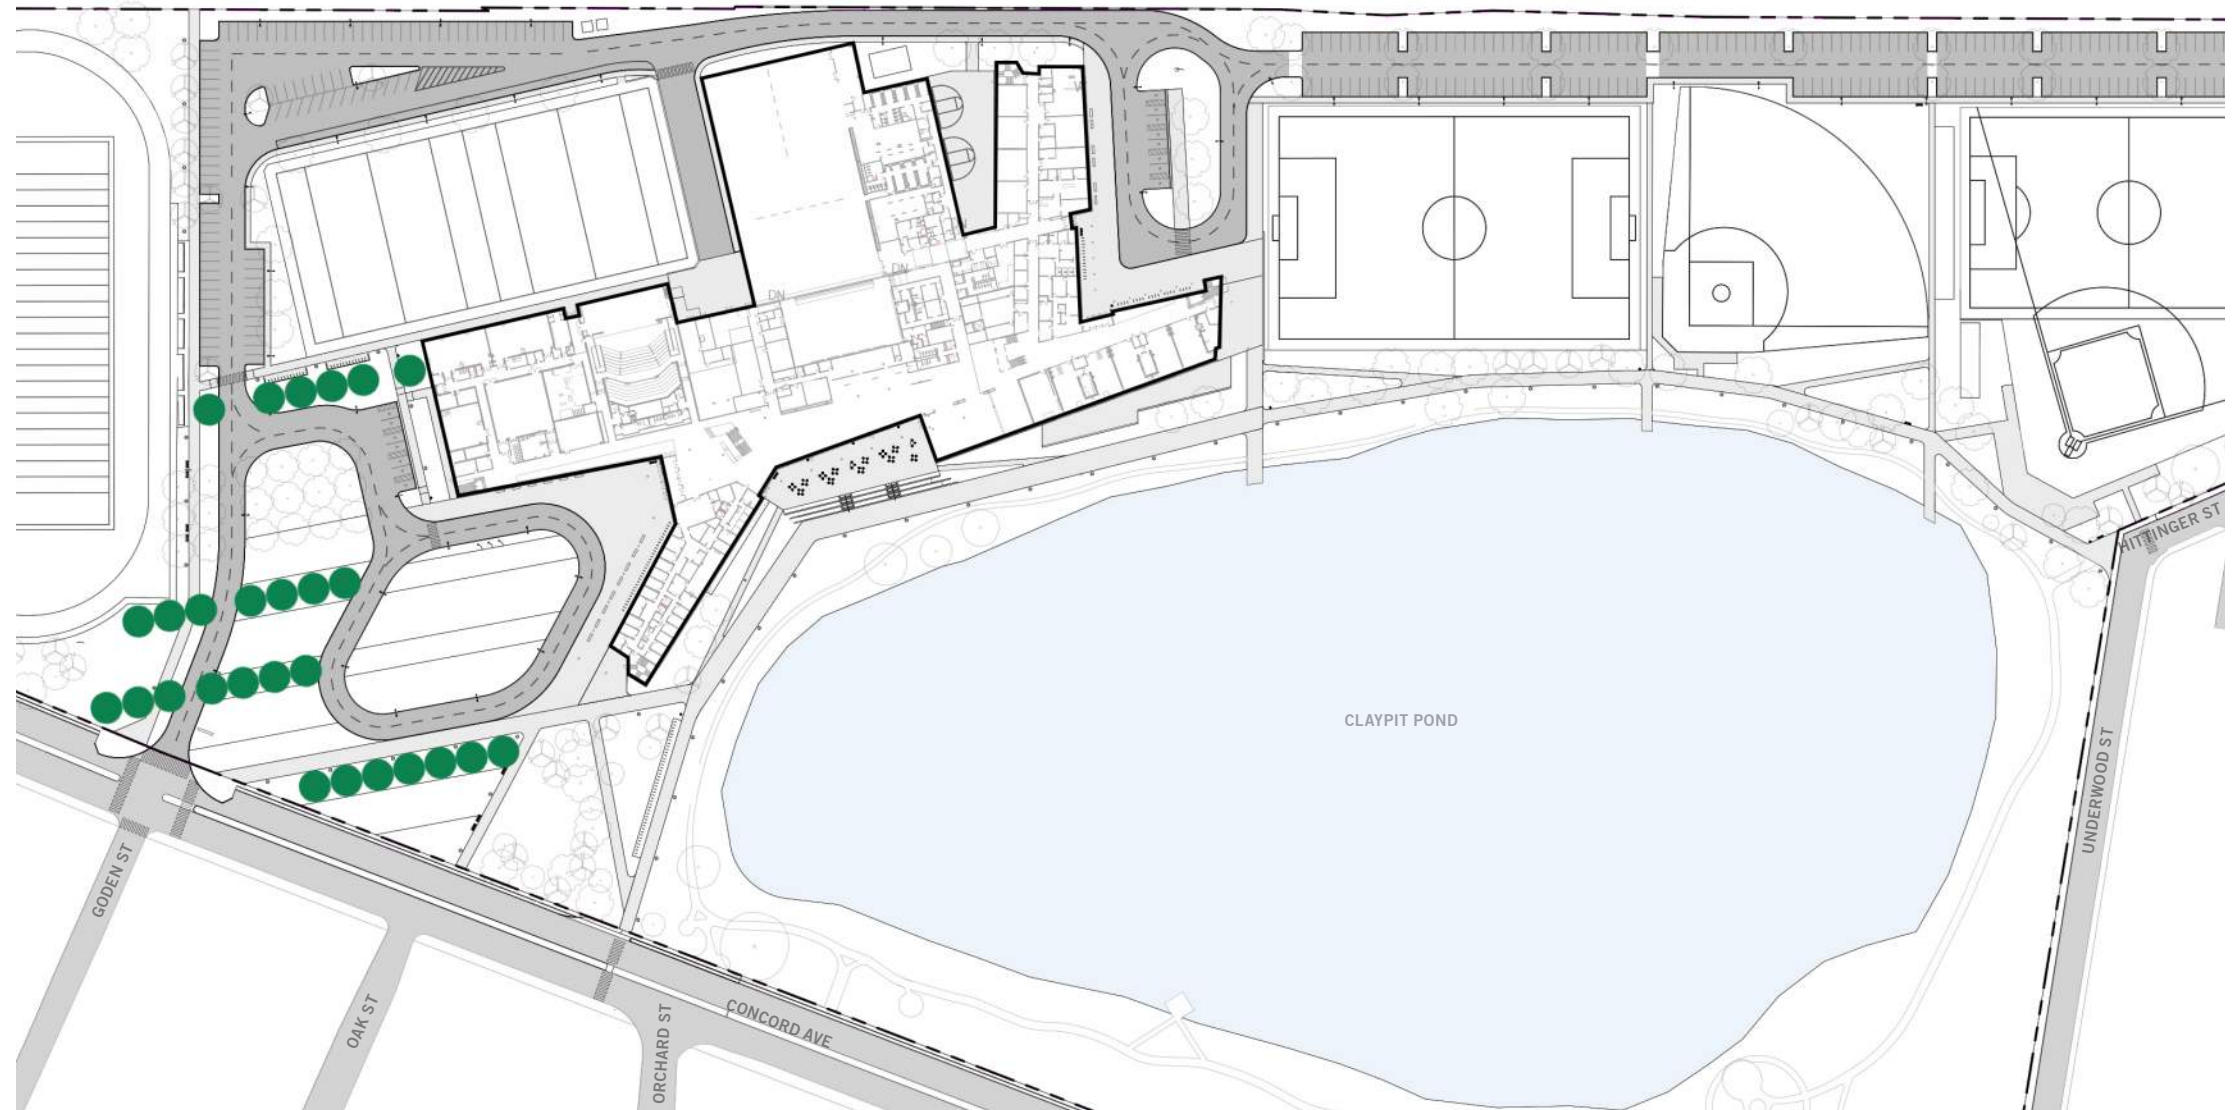 DN
DN
CLAYPIT POND
HITTINGER ST
UNDERWOOD ST
GODEN ST
OAK ST
ORCHARD ST
CONCORD AVE